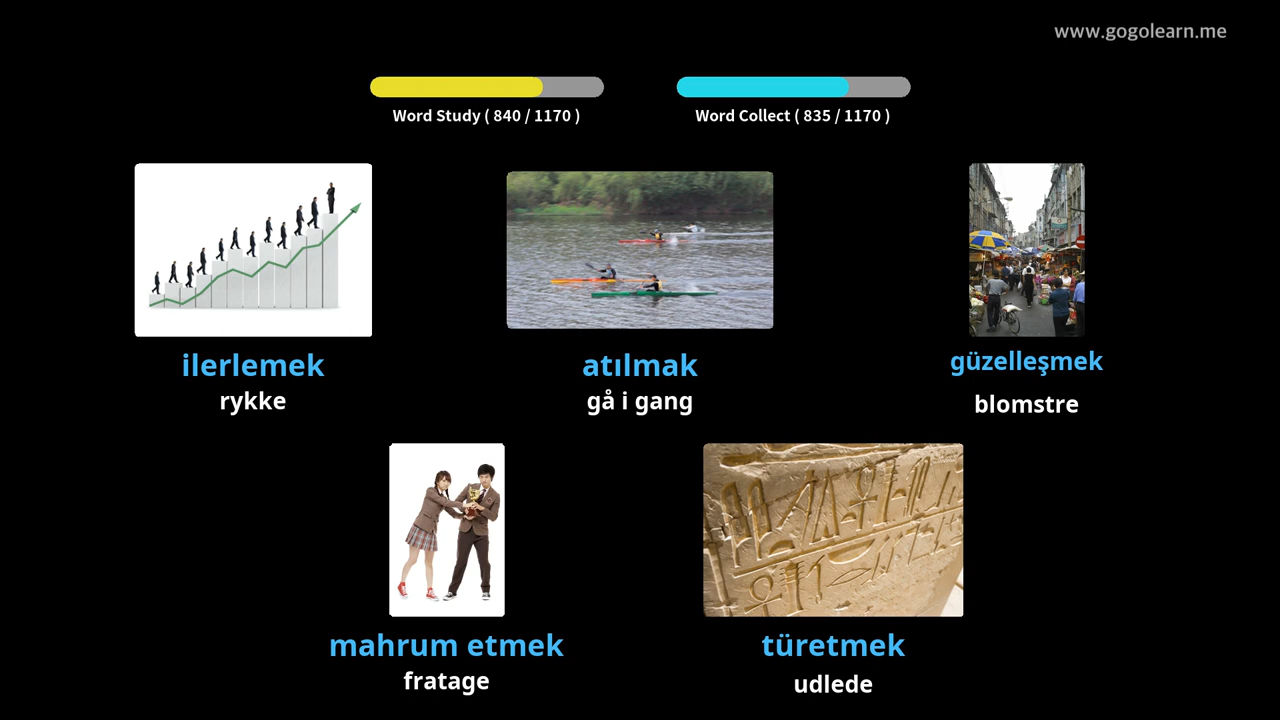 www.gogolearn.me
Word Study ( 840 / 1170 )
Word Collect ( 835 / 1170 )
ilerlemek
rykke
atılmak
gå i gang
güzelleşmek
blomstre
mahrum etmek
fratage
türetmek
udlede